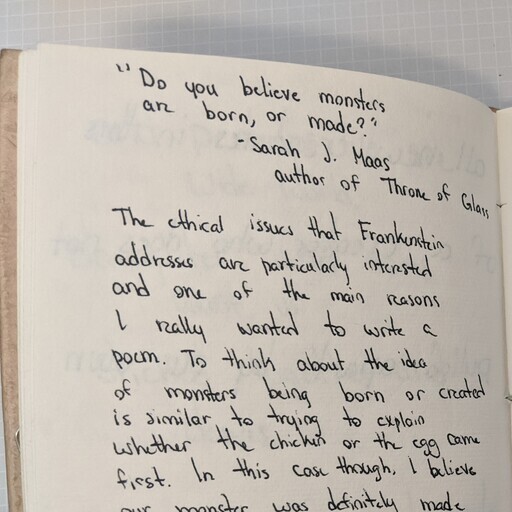 "Do you believe monsters
are born, or made?"
-Sarah J. Maas
author of Throne of Glass
The ethical issues that Frankenstein
addresses are particularly interested
and one of the main reasons
I really wanted to write a
poem. To think about the idea
of monsters being born or created
is similar to trying to explain
whether the chicken or the egg came
first. In this case though, I believe
our monster was definitely made